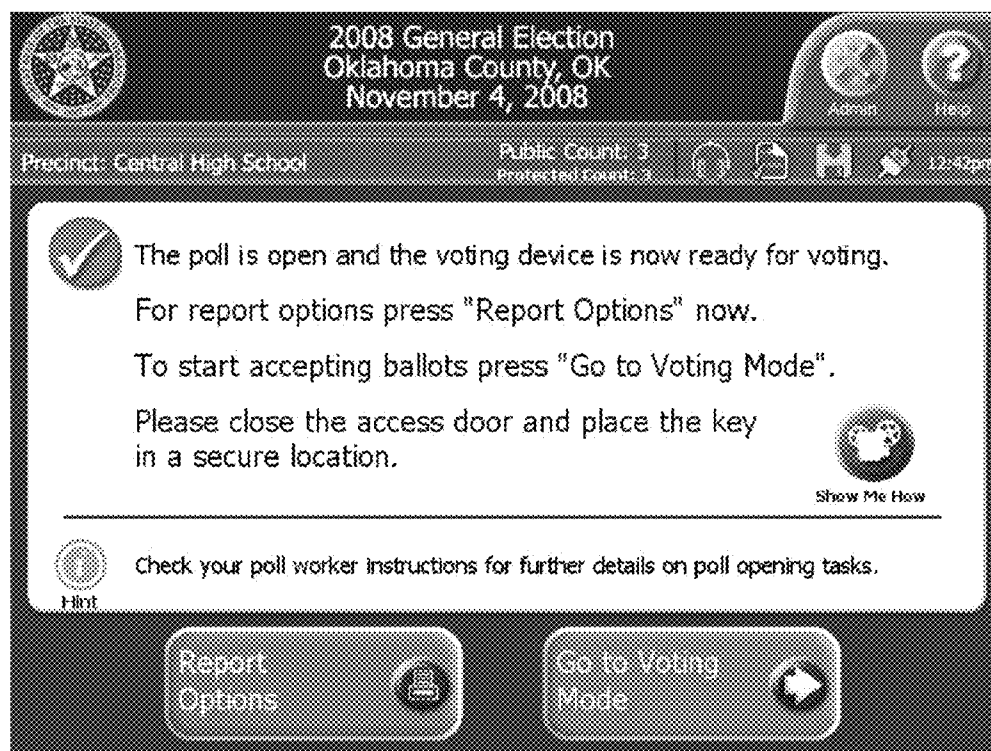 2008 General Election
Oklahoma County, OK
November 4, 2008
Admin
Help
Precinct: Central High School
Public Count: 3
Protected Count: 3
12:42pm
The poll is open and the voting device is now ready for voting.
For report options press "Report Options" now.
To start accepting ballots press "Go to Voting Mode".
Please close the access door and place the key
in a secure location.
Show Me How
Check your poll worker instructions for further details on poll opening tasks.
Hint
Report
Options
Go to Voting
Mode